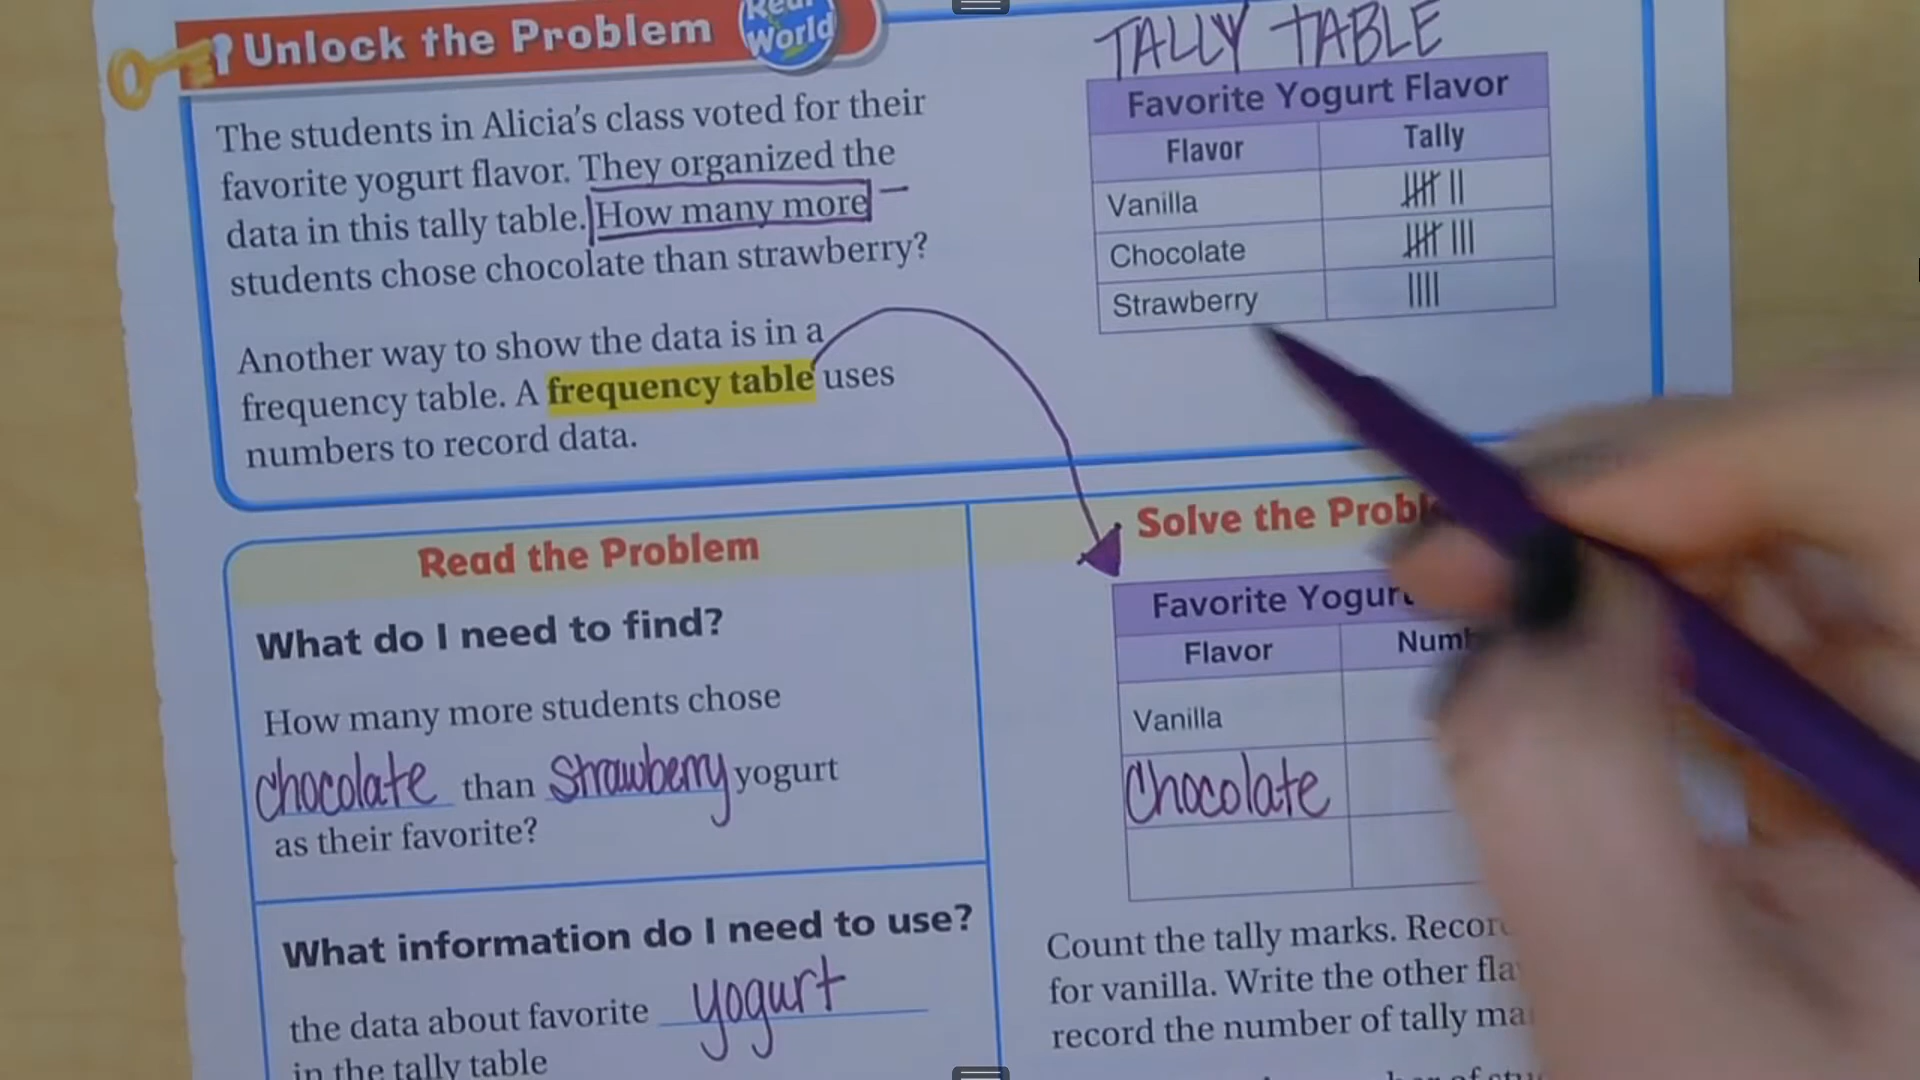 Unlock the Problem
Real World
The students in Alicia's class voted for their
favorite yogurt flavor. They organized the
data in this tally table. How many more
students chose chocolate than strawberry?
Another way to show the data is in a
frequency table. A frequency table uses
numbers to record data.
TALLY TABLE
Favorite Yogurt Flavor
Flavor Tally
Vanilla
Chocolate
Strawberry
Read the Problem
What do I need to find?
How many more students chose
chocolate than strawberry yogurt
as their favorite?
What information do I need to use?
the data about favorite yogurt
in the tally table
Solve the
Favorite Yogurt
Flavor
Vanilla
Chocolate
Count the tally marks.
for vanilla. Write the other
record the number of tally